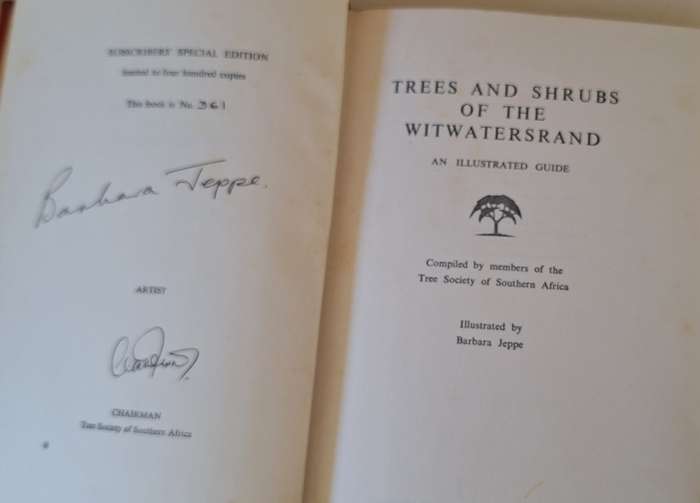 SUBSCRIBERS' SPECIAL EDITION
limited to four hundred copies
This book is No. 361
Barbara Jeppe.
ARTIST
CHAIRMAN
Tree Society of Southern Africa
TREES AND SHRUBS
OF THE
WITWATERSRAND
AN ILLUSTRATED GUIDE
Compiled by members of the
Tree Society of Southern Africa
Illustrated by
Barbara Jeppe